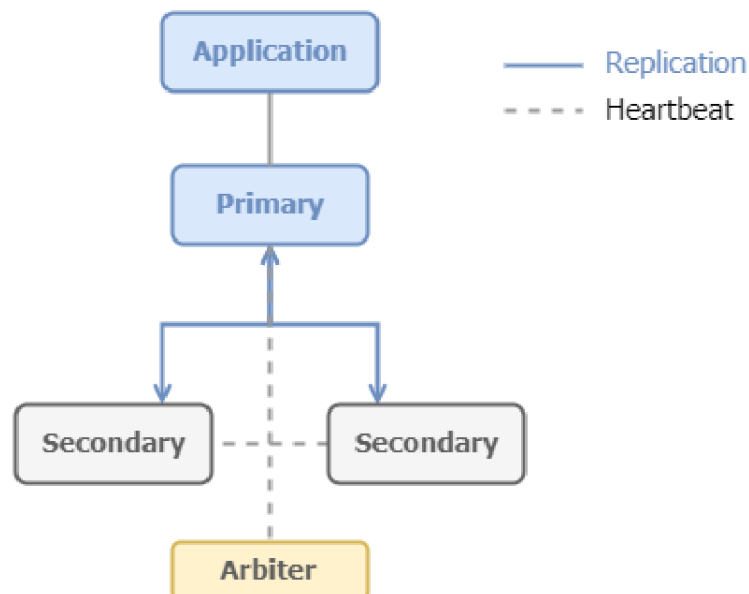 Application
Replication
Heartbeat
Primary
Secondary
Secondary
Arbiter